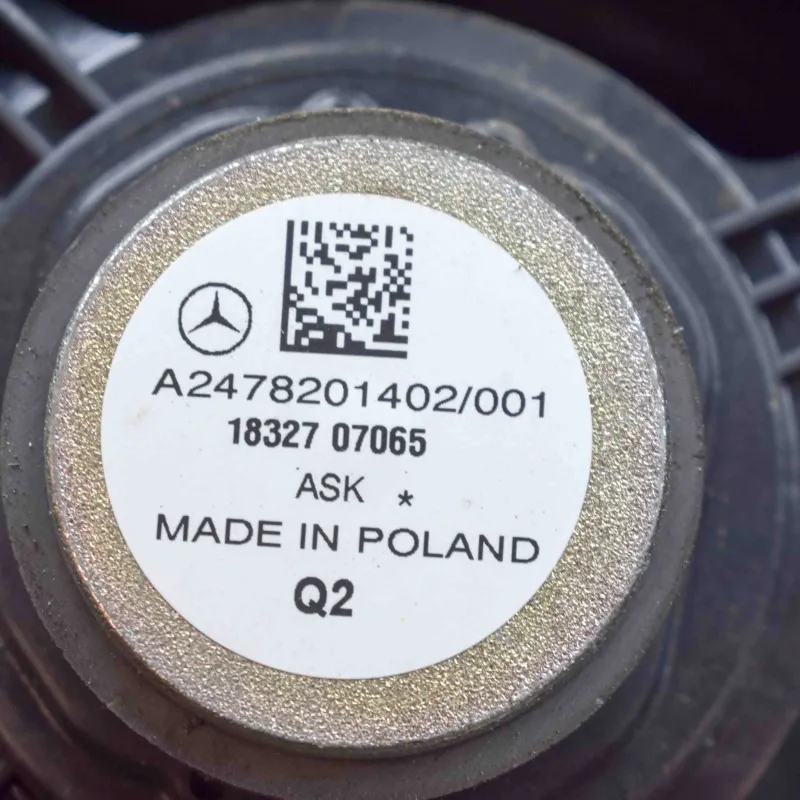 A2478201402/001
18327 07065
ASK *
MADE IN POLAND
Q2